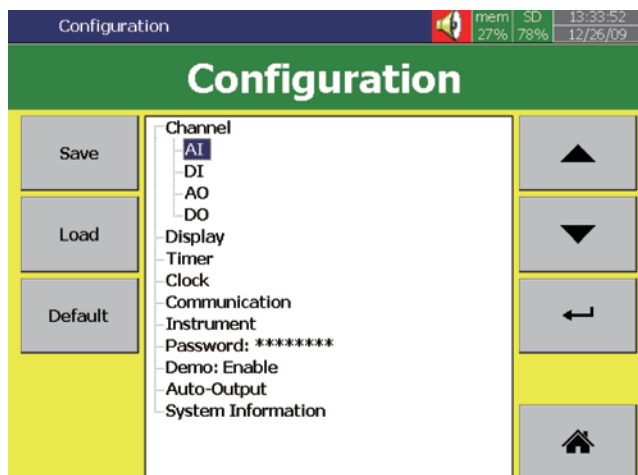 Configuration
mem SD 13:33:52
27% 78% 12/26/09
Configuration
Save
Load
Default
Channel
AI
DI
AO
DO
Display
Timer
Clock
Communication
Instrument
Password: ********
Demo: Enable
Auto-Output
System Information